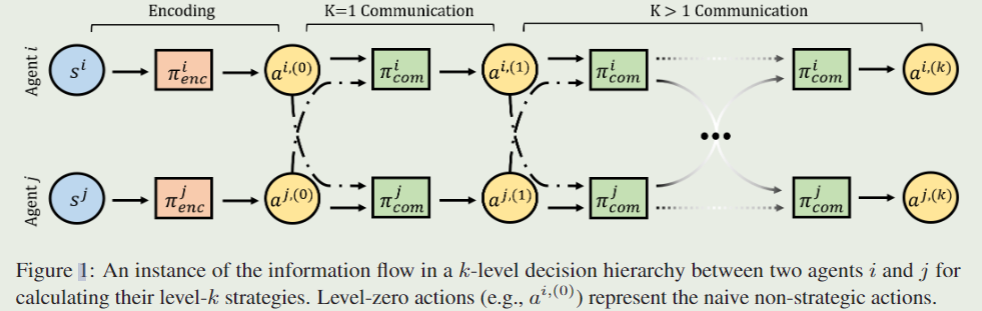 Encoding K=1 Communication K > 1 Communication
Agent i s^i π^i_enc a^{i,(0)} π^i_com a^{i,(1)} π^i_com π^i_com a^{i,(k)}
•••
Agent j s^j π^j_enc a^{j,(0)} π^j_com a^{j,(1)} π^j_com π^j_com a^{j,(k)}
Figure 1: An instance of the information flow in a k-level decision hierarchy between two agents i and j for
calculating their level-k strategies. Level-zero actions (e.g., a^{i,(0)}) represent the naive non-strategic actions.